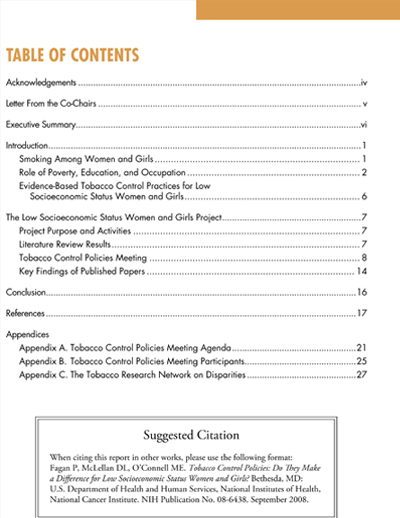 TABLE OF CONTENTS
Acknowledgements ........ iv
Letter From the Co-Chairs ........ v
Executive Summary ........ vi
Introduction ........ 1
Smoking Among Women and Girls ........ 1
Role of Poverty, Education, and Occupation ........ 2
Evidence-Based Tobacco Control Practices for Low
Socioeconomic Status Women and Girls ........ 6
The Low Socioeconomic Status Women and Girls Project ........ 7
Project Purpose and Activities ........ 7
Literature Review Results ........ 7
Tobacco Control Policies Meeting ........ 8
Key Findings of Published Papers ........ 14
Conclusion ........ 16
References ........ 17
Appendices
Appendix A. Tobacco Control Policies Meeting Agenda ........ 21
Appendix B. Tobacco Control Policies Meeting Participants ........ 25
Appendix C. The Tobacco Research Network on Disparities ........ 27
Suggested Citation
When citing this report in other works, please use the following format:
Fagan P, McLellan DL, O'Connell ME. Tobacco Control Policies: Do They Make
a Difference for Low Socioeconomic Status Women and Girls? Bethesda, MD:
U.S. Department of Health and Human Services, National Institutes of Health,
National Cancer Institute. NIH Publication No. 08-6438. September 2008.